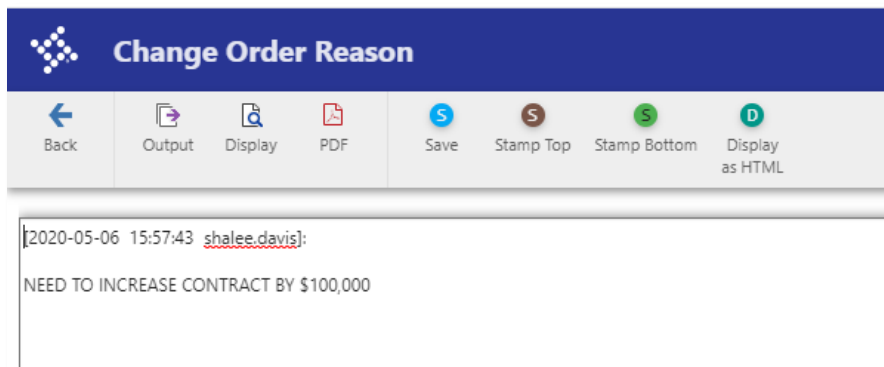 Change Order Reason
Back
Output
Display
PDF
S
Save
S
Stamp Top
S
Stamp Bottom
D
Display
as HTML
[2020-05-06 15:57:43 shalee.davis]:
NEED TO INCREASE CONTRACT BY $100,000